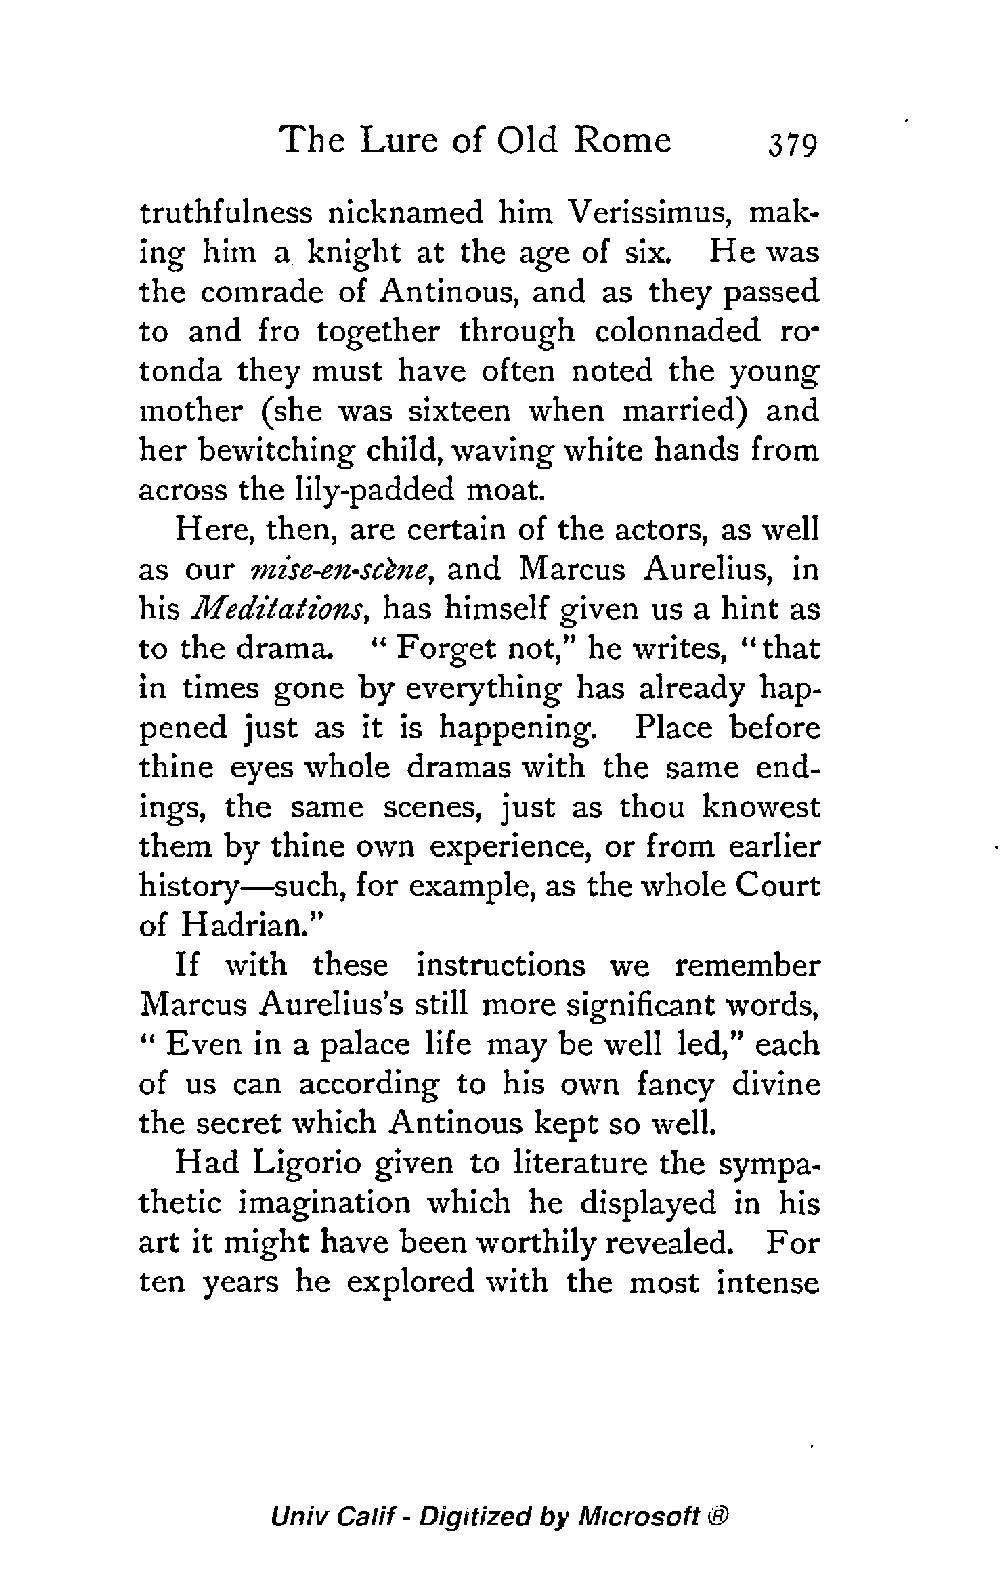 The Lure of Old Rome 379
truthfulness nicknamed him Verissimus, mak-
ing him a knight at the age of six. He was
the comrade of Antinous, and as they passed
to and fro together through colonnaded ro-
tonda they must have often noted the young
mother (she was sixteen when married) and
her bewitching child, waving white hands from
across the lily-padded moat.
Here, then, are certain of the actors, as well
as our mise-en-scène, and Marcus Aurelius, in
his Meditations, has himself given us a hint as
to the drama. “Forget not,” he writes, “that
in times gone by everything has already hap-
pened just as it is happening. Place before
thine eyes whole dramas with the same end-
ings, the same scenes, just as thou knowest
them by thine own experience, or from earlier
history—such, for example, as the whole Court
of Hadrian.”
If with these instructions we remember
Marcus Aurelius's still more significant words,
“Even in a palace life may be well led,” each
of us can according to his own fancy divine
the secret which Antinous kept so well.
Had Ligorio given to literature the sympa-
thetic imagination which he displayed in his
art it might have been worthily revealed. For
ten years he explored with the most intense
Univ Calif - Digitized by Microsoft ®